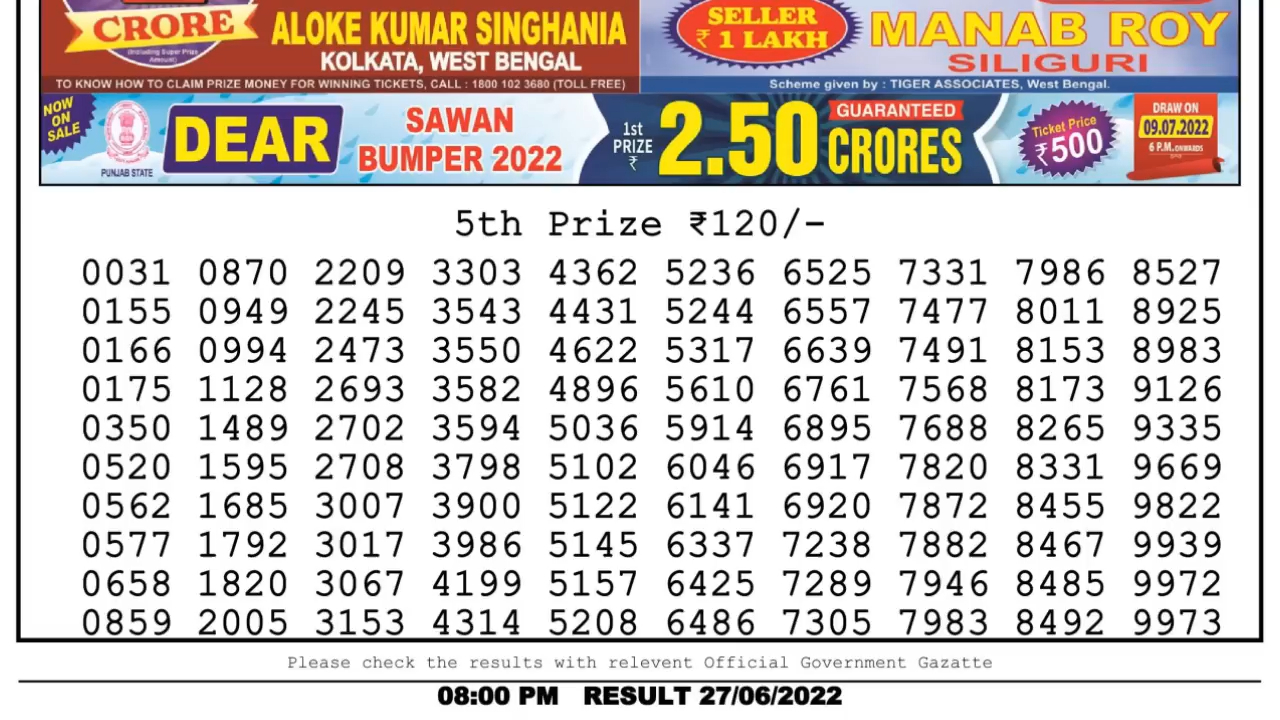 CRORE
(Including Super Prize
Amount)
ALOKE KUMAR SINGHANIA
KOLKATA, WEST BENGAL
TO KNOW HOW TO CLAIM PRIZE MONEY FOR WINNING TICKETS, CALL : 1800 102 3680 (TOLL FREE)
SELLER
₹ 1 LAKH
MANAB ROY
SILIGURI
Scheme given by : TIGER ASSOCIATES, West Bengal.
NOW
ON
SALE
PUNJAB STATE
DEAR
SAWAN
BUMPER 2022
1st
PRIZE
₹
2.50
GUARANTEED
CRORES
Ticket Price
₹500
DRAW ON
09.07.2022
6 P.M. ONWARDS
5th Prize ₹120/-
0031 0870 2209 3303 4362 5236 6525 7331 7986 8527
0155 0949 2245 3543 4431 5244 6557 7477 8011 8925
0166 0994 2473 3550 4622 5317 6639 7491 8153 8983
0175 1128 2693 3582 4896 5610 6761 7568 8173 9126
0350 1489 2702 3594 5036 5914 6895 7688 8265 9335
0520 1595 2708 3798 5102 6046 6917 7820 8331 9669
0562 1685 3007 3900 5122 6141 6920 7872 8455 9822
0577 1792 3017 3986 5145 6337 7238 7882 8467 9939
0658 1820 3067 4199 5157 6425 7289 7946 8485 9972
0859 2005 3153 4314 5208 6486 7305 7983 8492 9973
Please check the results with relevent Official Government Gazatte
08:00 PM RESULT 27/06/2022